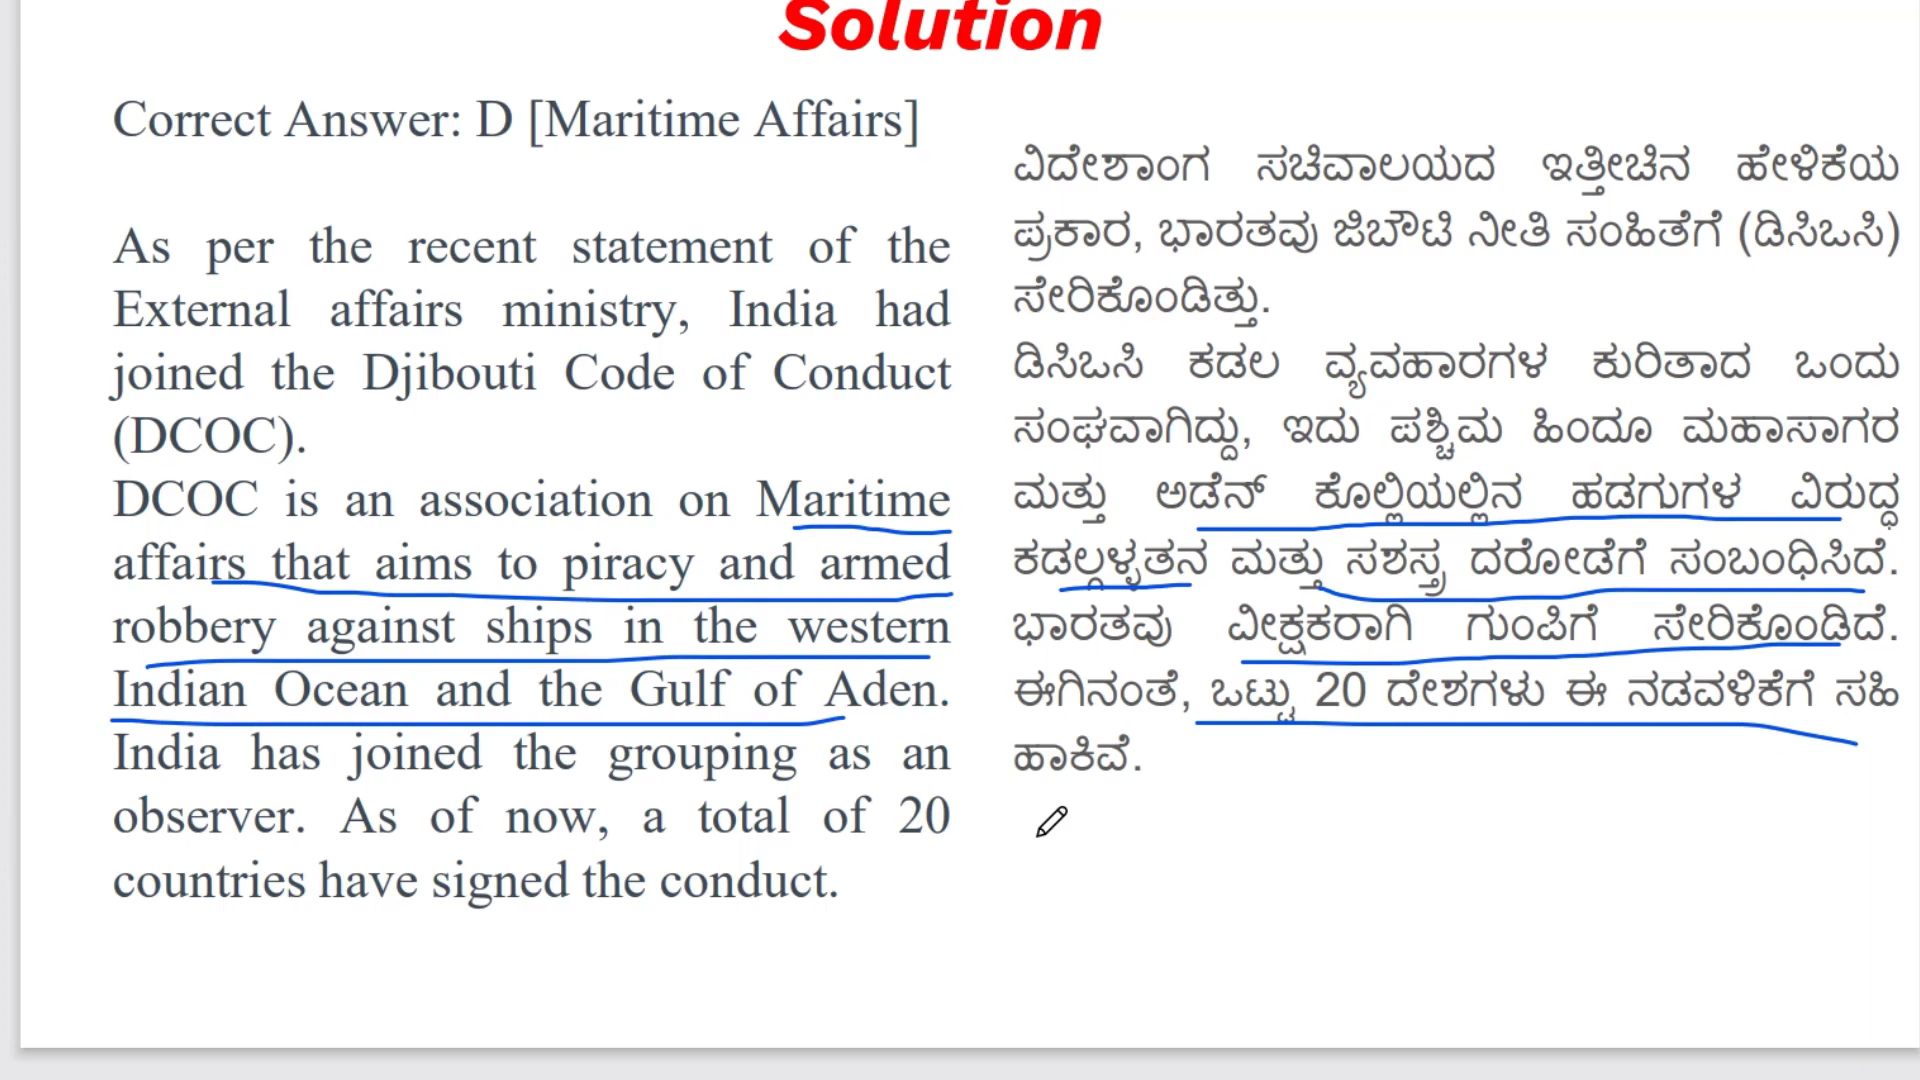 Solution
Correct Answer: D [Maritime Affairs]
As per the recent statement of the
External affairs ministry, India had
joined the Djibouti Code of Conduct
(DCOC).
DCOC is an association on Maritime
affairs that aims to piracy and armed
robbery against ships in the western
Indian Ocean and the Gulf of Aden.
India has joined the grouping as an
observer. As of now, a total of 20
countries have signed the conduct.
ವಿದೇಶಾಂಗ ಸಚಿವಾಲಯದ ಇತ್ತೀಚಿನ ಹೇಳಿಕೆಯ
ಪ್ರಕಾರ, ಭಾರತವು ಜಿಬೌಟಿ ನೀತಿ ಸಂಹಿತೆಗೆ (ಡಿಸಿಒಸಿ)
ಸೇರಿಕೊಂಡಿತ್ತು.
ಡಿಸಿಒಸಿ ಕಡಲ ವ್ಯವಹಾರಗಳ ಕುರಿತಾದ ಒಂದು
ಸಂಘವಾಗಿದ್ದು, ಇದು ಪಶ್ಚಿಮ ಹಿಂದೂ ಮಹಾಸಾಗರ
ಮತ್ತು ಅಡೆನ್ ಕೊಲ್ಲಿಯಲ್ಲಿನ ಹಡಗುಗಳ ವಿರುದ್ಧ
ಕಡಲ್ಗಳ್ಳತನ ಮತ್ತು ಸಶಸ್ತ್ರ ದರೋಡೆಗೆ ಸಂಬಂಧಿಸಿದೆ.
ಭಾರತವು ವೀಕ್ಷಕರಾಗಿ ಗುಂಪಿಗೆ ಸೇರಿಕೊಂಡಿದೆ.
ಈಗಿನಂತೆ, ಒಟ್ಟು 20 ದೇಶಗಳು ಈ ನಡವಳಿಕೆಗೆ ಸಹಿ
ಹಾಕಿವೆ.